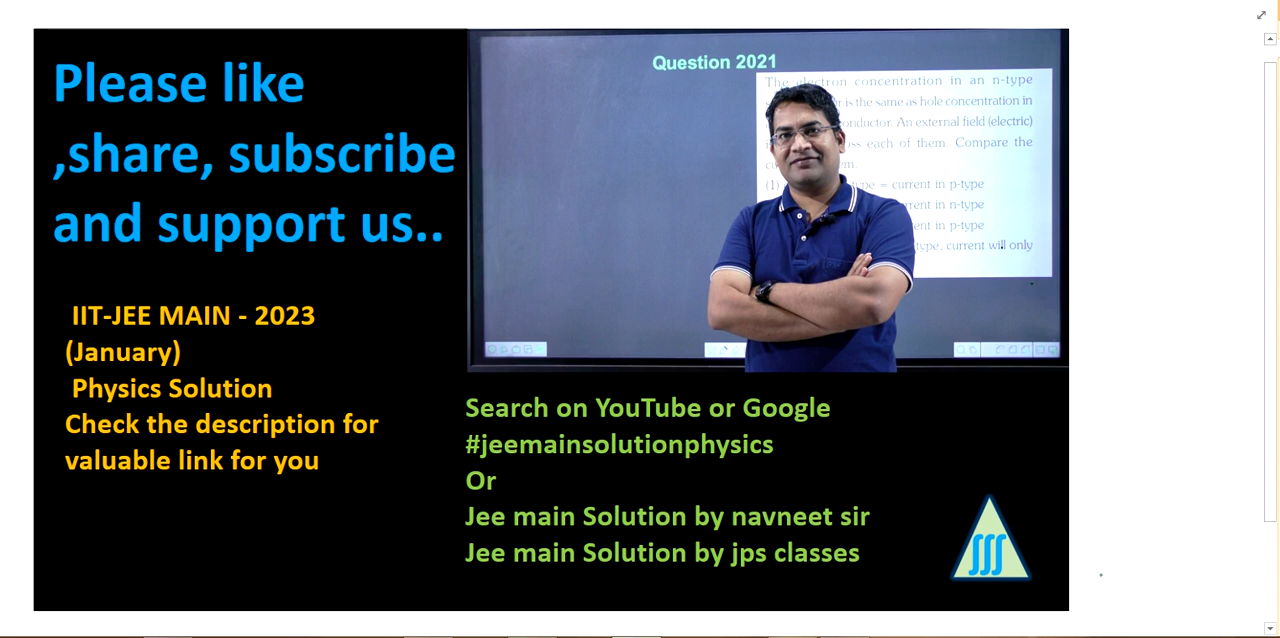 Please like
,share, subscribe
and support us..
IIT-JEE MAIN - 2023
(January)
Physics Solution
Check the description for
valuable link for you
Question 2021
The electron concentration in an n-type
is the same as hole concentration in
An external field (electric)
each of them. Compare the
(1) = current in p-type
in n-type
in p-type
type, current will only
Search on YouTube or Google
#jeemainsolutionphysics
Or
Jee main Solution by navneet sir
Jee main Solution by jps classes
∫∫∫